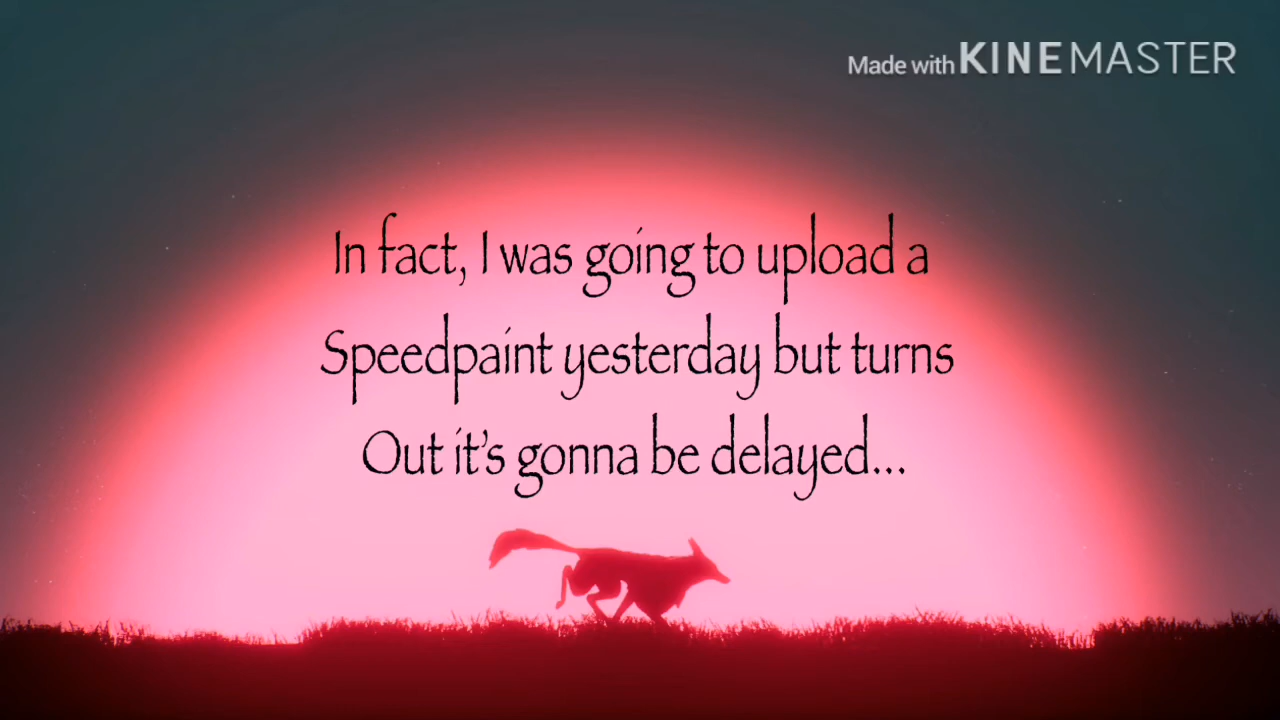 Made with KINEMASTER
In fact, I was going to upload a
Speedpaint yesterday but turns
Out it's gonna be delayed...